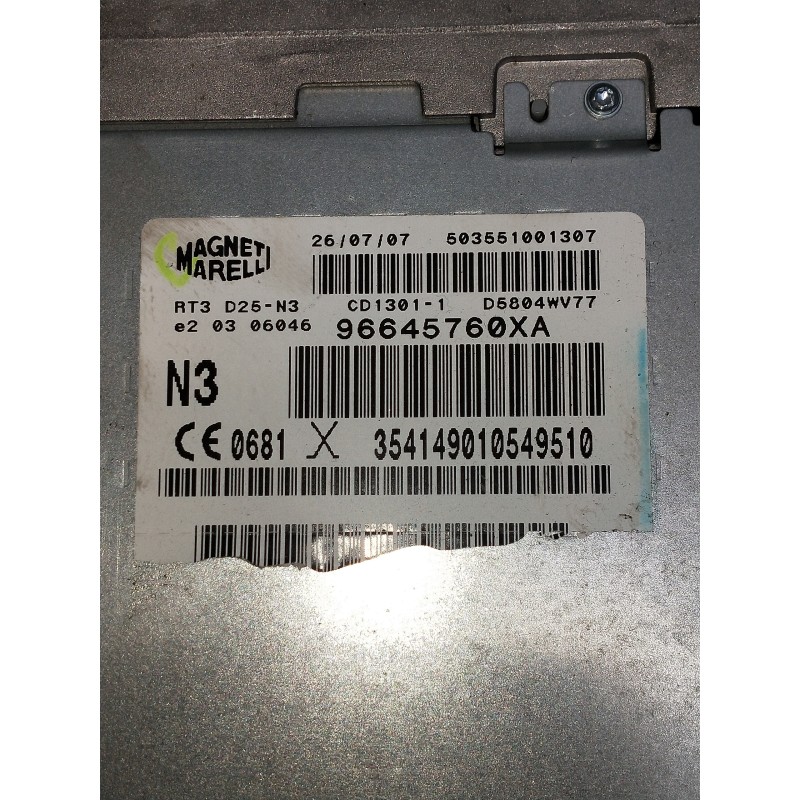 MAGNETI
MARELLI
26/07/07 503551001307
RT3 D25-N3 CD1301-1 D5804WV77
e2 03 06046 96645760XA
N3
CE 0681 354149010549510